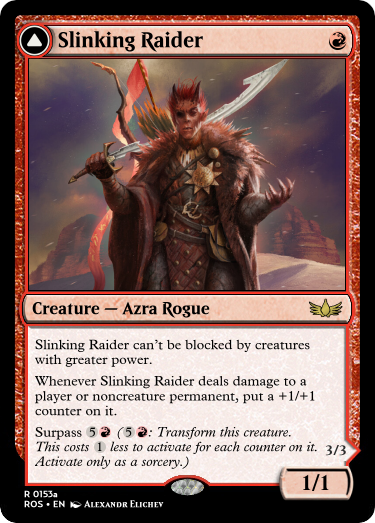 Slinking Raider
Creature — Azra Rogue
Slinking Raider can't be blocked by creatures
with greater power.
Whenever Slinking Raider deals damage to a
player or noncreature permanent, put a +1/+1
counter on it.
Surpass 5 (5: Transform this creature.
This costs 1 less to activate for each counter on it.
Activate only as a sorcery.)
3/3
1/1
R 0153a
ROS • EN Alexandr Elichev